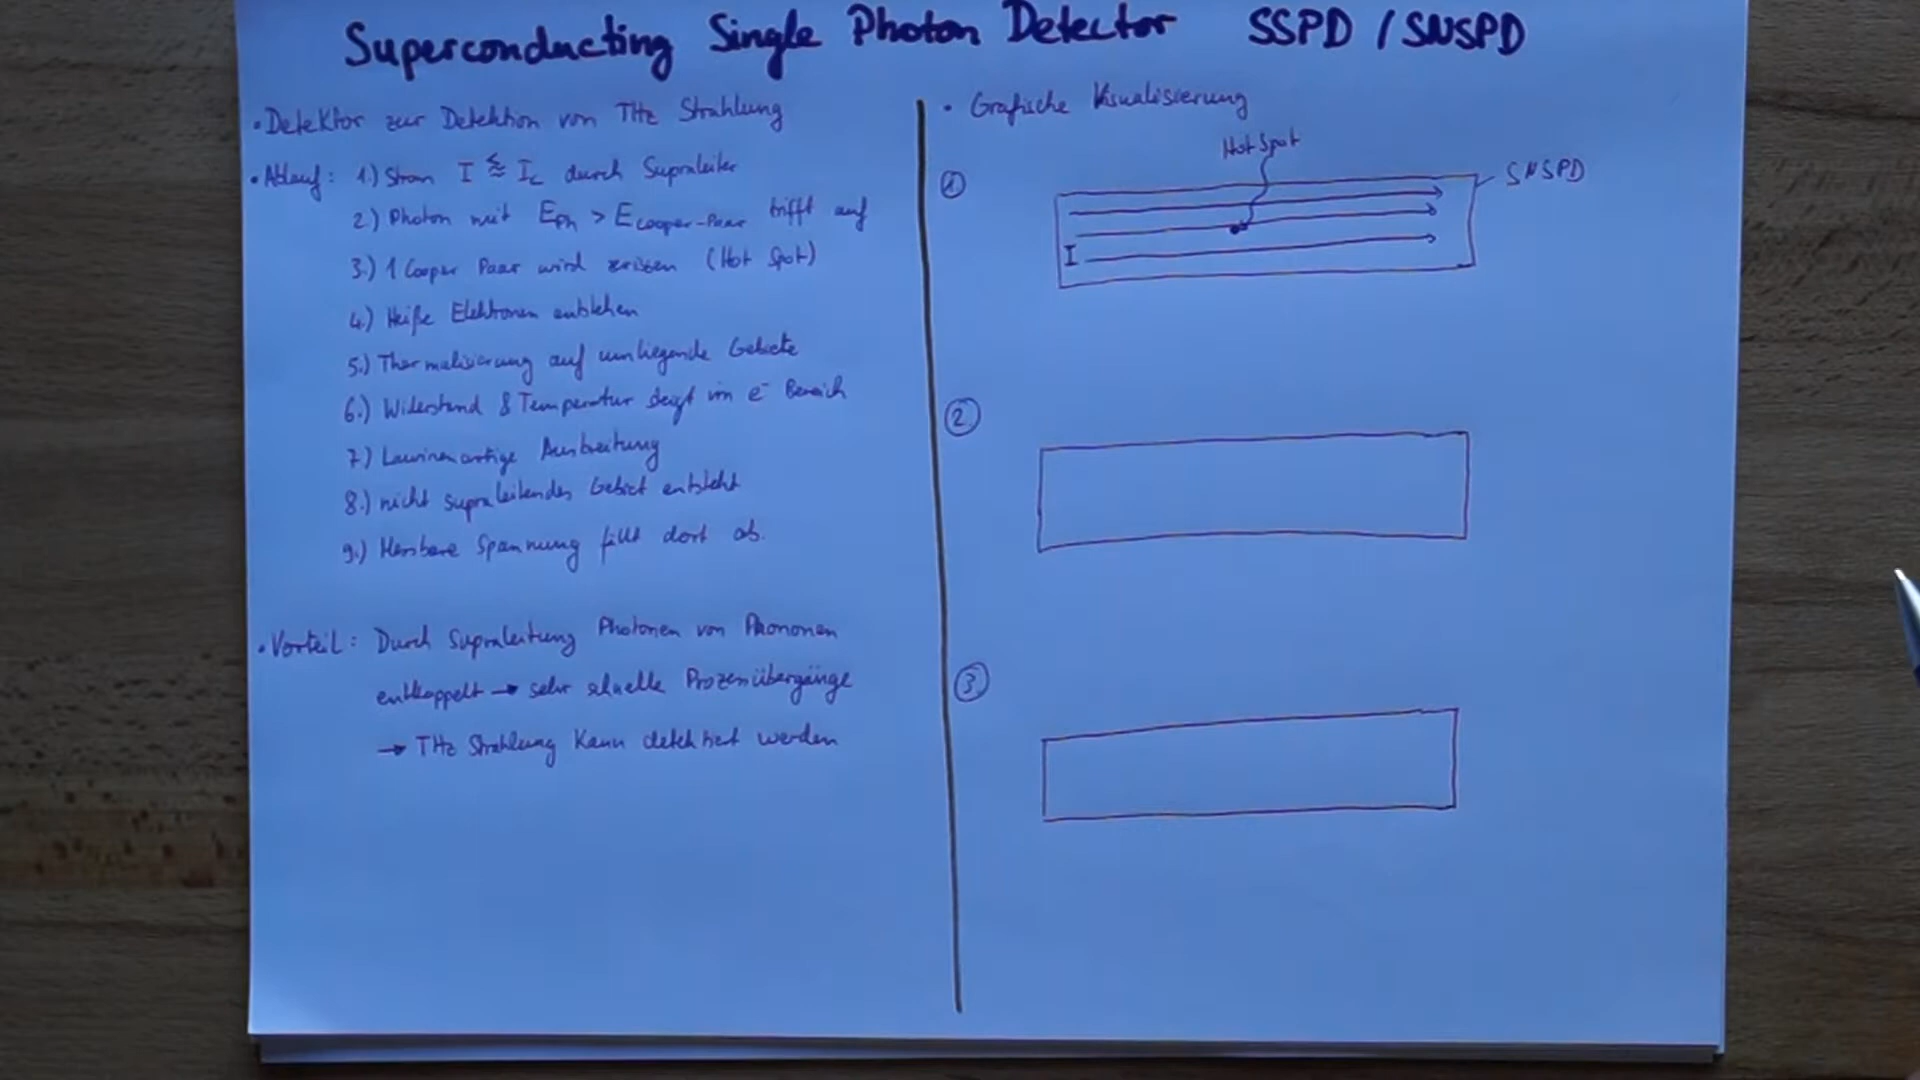 Superconducting Single Photon Detector SSPD / SNSPD
• Detektor zur Detektion von THz Strahlung
• Ablauf: 1.) Strom I ⪅ Ic durch Supraleiter
2.) Photon mit EPh > ECooper-Paar trifft auf
3.) 1 Cooper Paar wird zerissen (Hot Spot)
4.) Heiße Elektronen entstehen
5.) Thermalisierung auf umliegende Gebiete
6.) Widerstand & Temperatur steigt im e⁻ Bereich
7.) Lawinenartige Ausbreitung
8.) nicht supraleitendes Gebiet entsteht
9.) Messbare Spannung fällt dort ab.
• Vorteil: Durch Supraleitung Photonen von Phononen
entkoppelt → sehr schnelle Prozessübergänge
→ THz Strahlung kann detektiert werden
• Grafische Visualisierung
①
Hot Spot
SNSPD
I
②
③